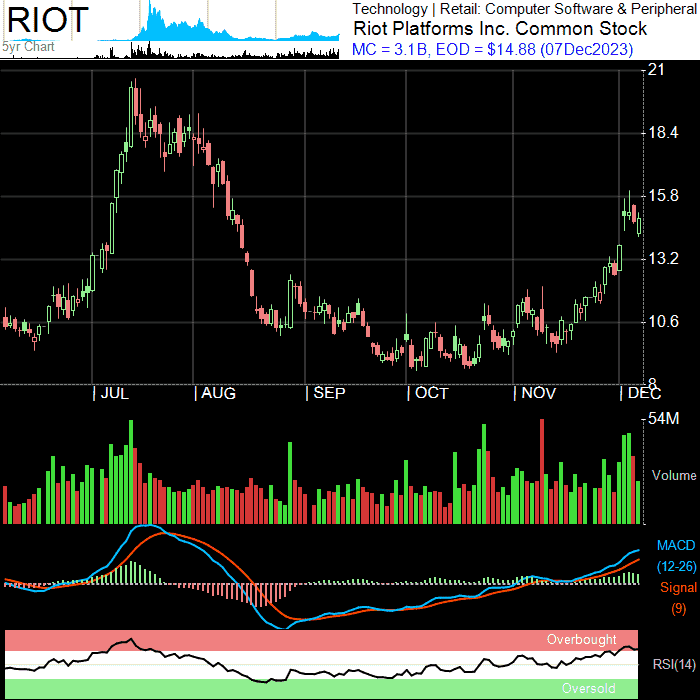 RIOT
5yr Chart
Technology | Retail: Computer Software & Peripheral
Riot Platforms Inc. Common Stock
MC = 3.1B, EOD = $14.88 (07Dec2023)
21
18.4
15.8
13.2
10.6
8
| JUL | AUG | SEP | OCT | NOV | DEC
54M
Volume
MACD
(12-26)
Signal
(9)
Overbought
RSI(14)
Oversold